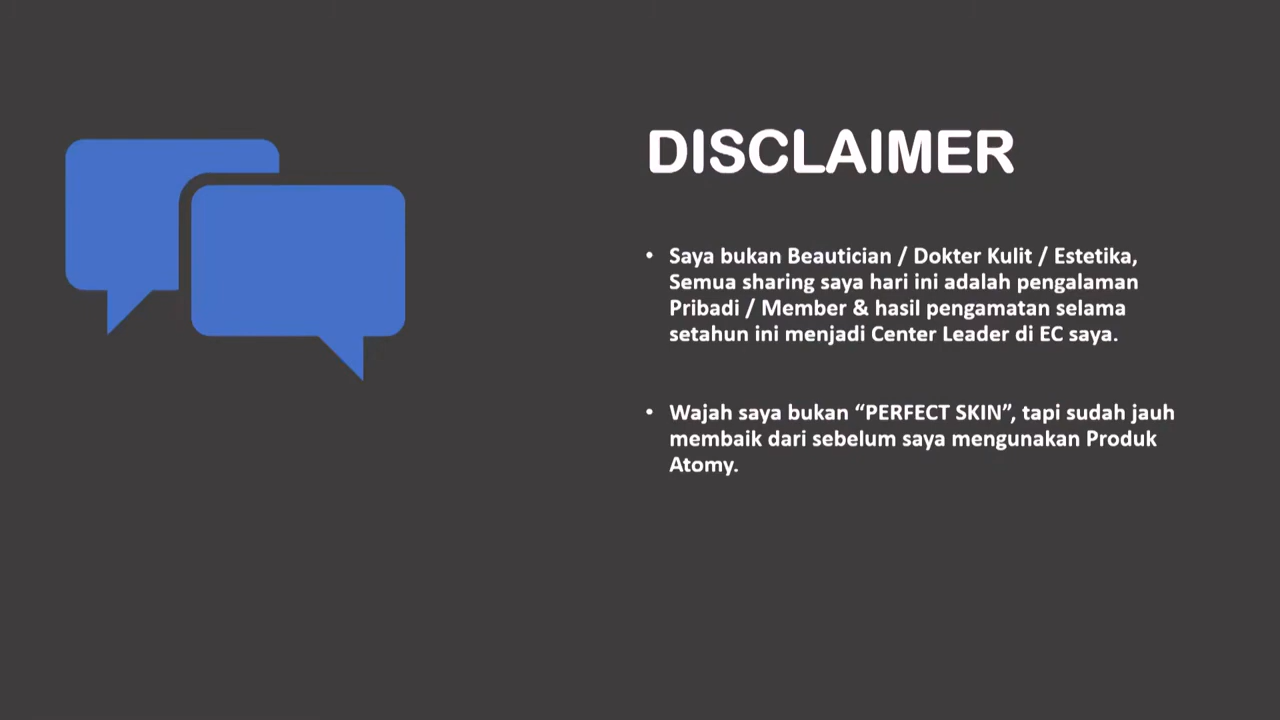 DISCLAIMER
• Saya bukan Beautician / Dokter Kulit / Estetika,
Semua sharing saya hari ini adalah pengalaman
Pribadi / Member & hasil pengamatan selama
setahun ini menjadi Center Leader di EC saya.
• Wajah saya bukan “PERFECT SKIN”, tapi sudah jauh
membaik dari sebelum saya mengunakan Produk
Atomy.